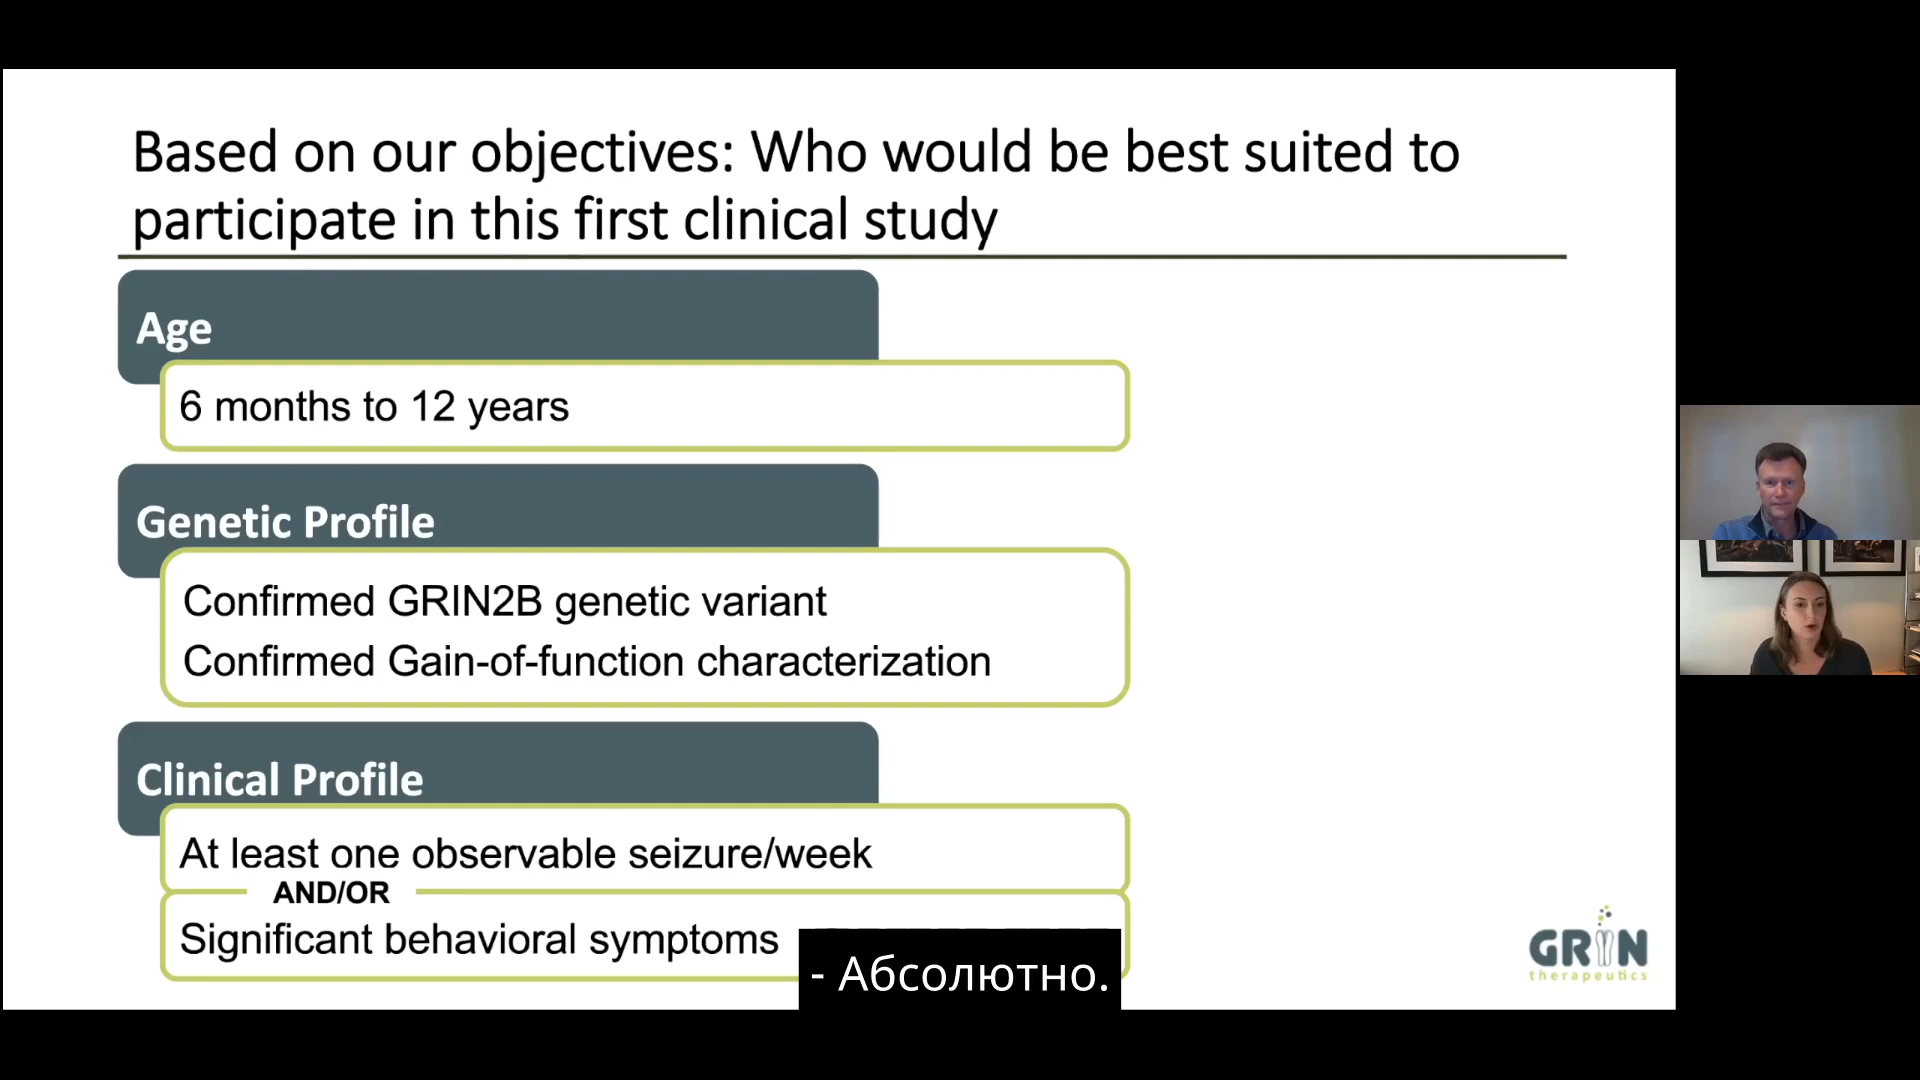 Based on our objectives: Who would be best suited to
participate in this first clinical study
Age
6 months to 12 years
Genetic Profile
Confirmed GRIN2B genetic variant
Confirmed Gain-of-function characterization
Clinical Profile
At least one observable seizure/week
AND/OR
Significant behavioral symptoms
- Абсолютно.
GRIN
therapeutics